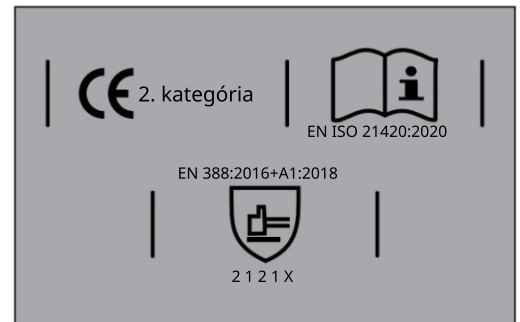 CE 2. kategória
EN ISO 21420:2020
EN 388:2016+A1:2018
2 1 2 1 X